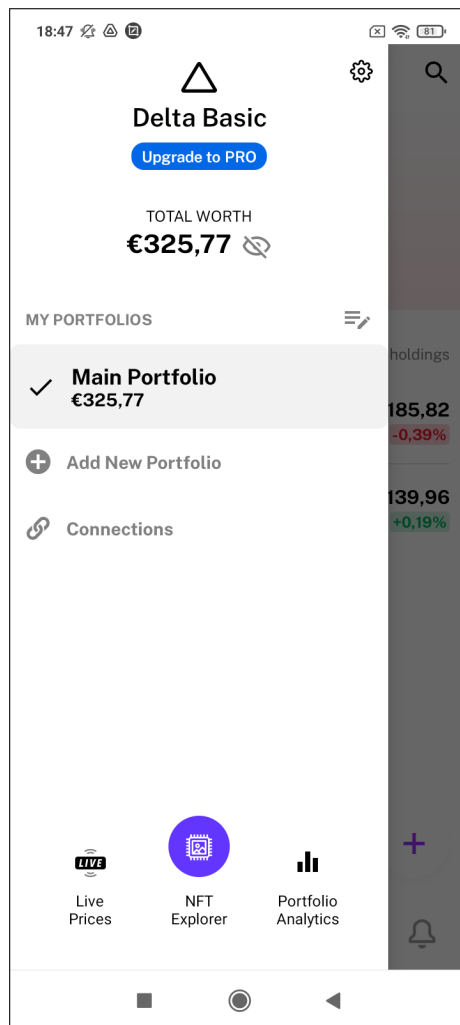 18:47
81
Delta Basic
Upgrade to PRO
TOTAL WORTH
€325,77
MY PORTFOLIOS
holdings
Main Portfolio
€325,77
185,82
-0,39%
Add New Portfolio
139,96
+0,19%
Connections
LIVE
Live
Prices
NFT
Explorer
Portfolio
Analytics